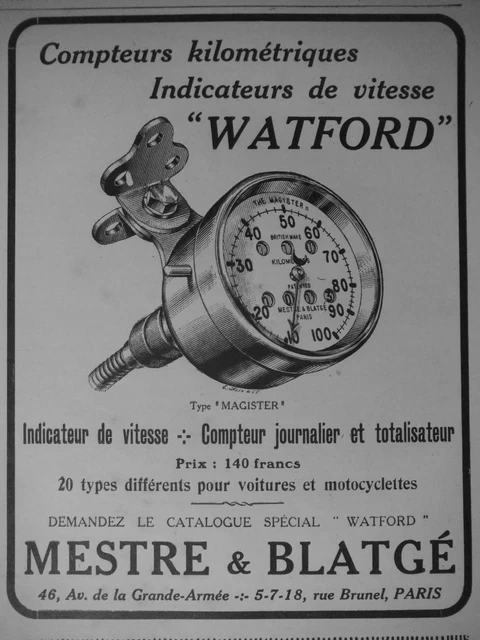 Compteurs kilométriques
Indicateurs de vitesse
"WATFORD"
THE MAGISTER
50
40 60
BRITISH MAKE
30 KILOMETRES 70
PATENTED
80
20 90
MESTRE & BLATGÉ
PARIS
10 100
Type "MAGISTER"
Indicateur de vitesse -:- Compteur journalier et totalisateur
Prix : 140 francs
20 types différents pour voitures et motocyclettes
DEMANDEZ LE CATALOGUE SPÉCIAL "WATFORD"
MESTRE & BLATGÉ
46, Av. de la Grande-Armée -:- 5-7-18, rue Brunel, PARIS